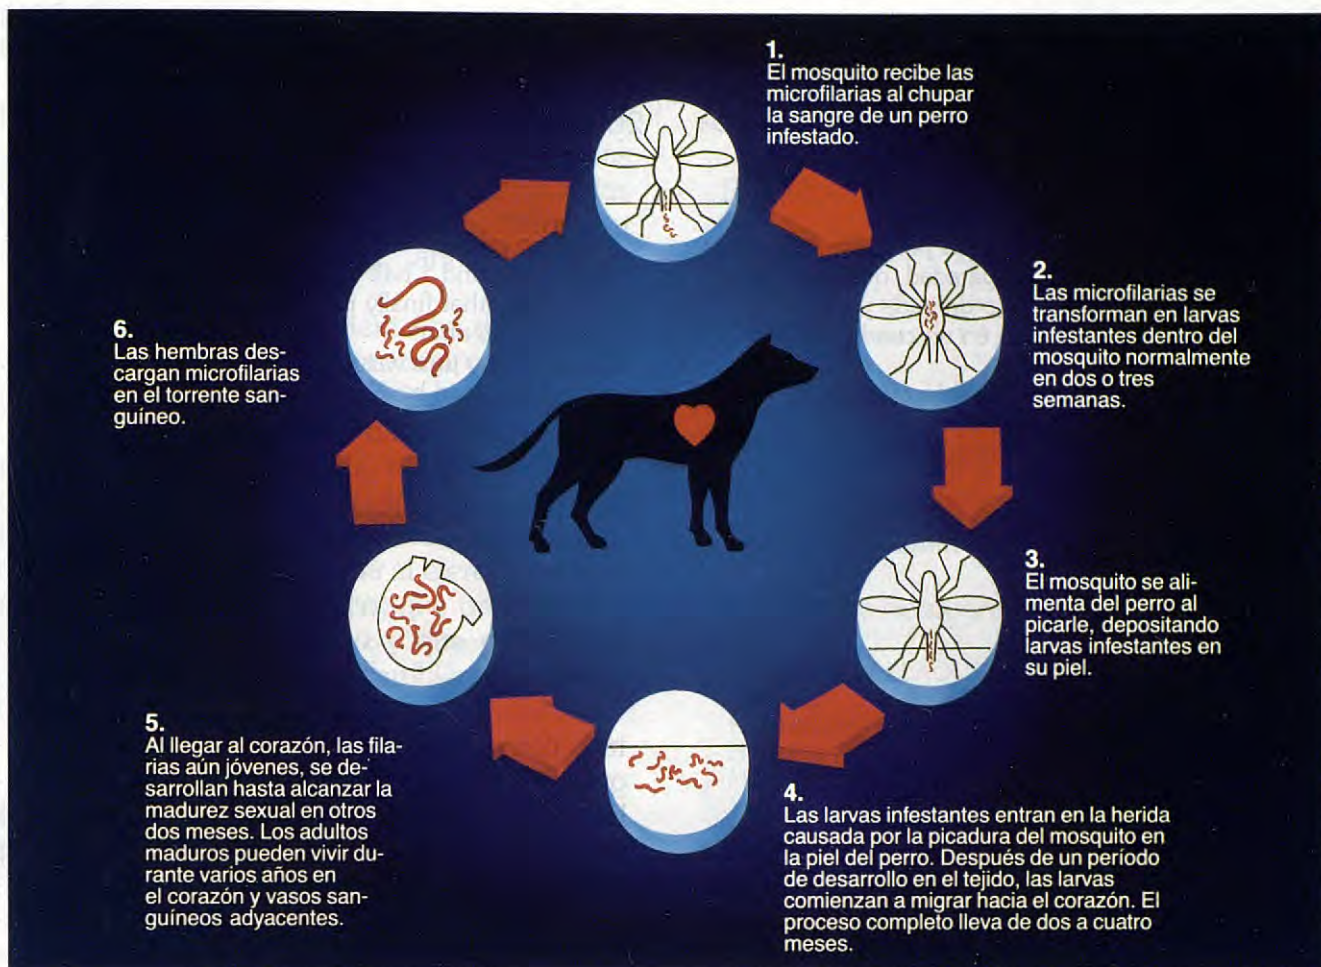 1.
El mosquito recibe las
microfilarias al chupar
la sangre de un perro
infestado.
2.
Las microfilarias se
transforman en larvas
infestantes dentro del
mosquito normalmente
en dos o tres
semanas.
3.
El mosquito se ali-
menta del perro al
picarle, depositando
larvas infestantes en
su piel.
4.
Las larvas infestantes entran en la herida
causada por la picadura del mosquito en
la piel del perro. Después de un período
de desarrollo en el tejido, las larvas
comienzan a migrar hacia el corazón. El
proceso completo lleva de dos a cuatro
meses.
5.
Al llegar al corazón, las fila-
rias aún jóvenes, se de-
sarrollan hasta alcanzar la
madurez sexual en otros
dos meses. Los adultos
maduros pueden vivir du-
rante varios años en
el corazón y vasos san-
guíneos adyacentes.
6.
Las hembras des-
cargan microfilarias
en el torrente san-
guíneo.